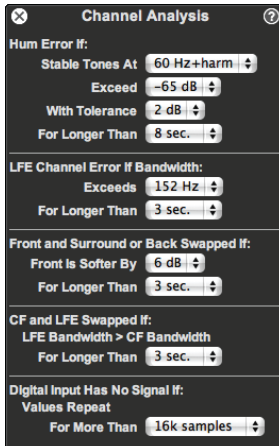 Channel Analysis ?
Hum Error If:
Stable Tones At 60 Hz+harm
Exceed -65 dB
With Tolerance 2 dB
For Longer Than 8 sec.
LFE Channel Error If Bandwidth:
Exceeds 152 Hz
For Longer Than 3 sec.
Front and Surround or Back Swapped If:
Front Is Softer By 6 dB
For Longer Than 3 sec.
CF and LFE Swapped If:
LFE Bandwidth > CF Bandwidth
For Longer Than 3 sec.
Digital Input Has No Signal If:
Values Repeat
For More Than 16k samples